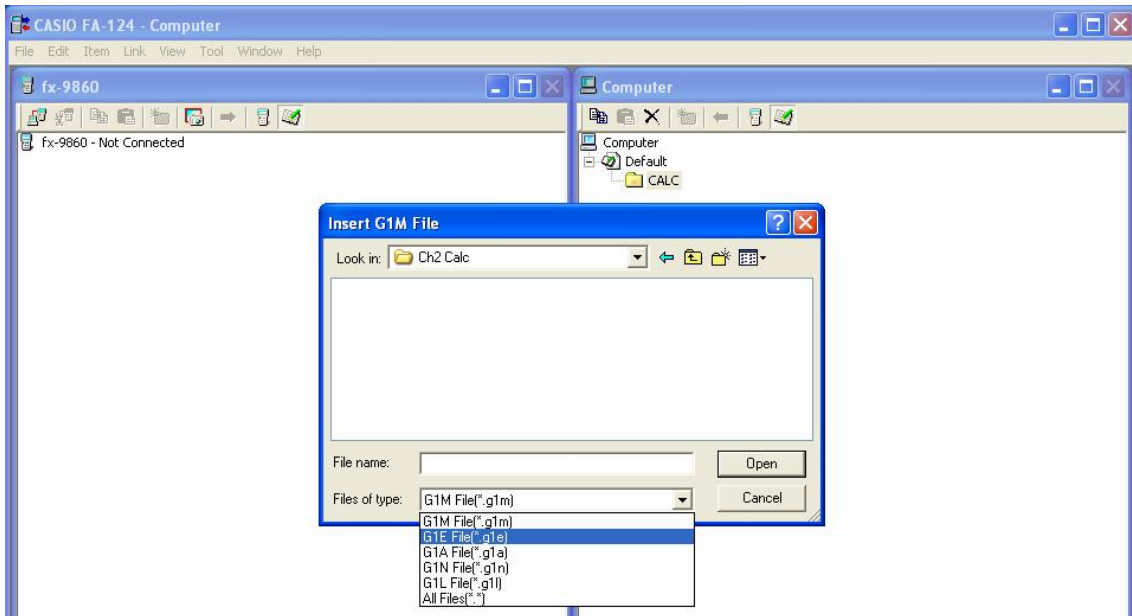 CASIO FA-124 - Computer
File Edit Item Link View Tool Window Help
fx-9860
Computer
fx-9860 - Not Connected
Computer
Default
CALC
Insert G1M File
Look in: Ch2 Calc
File name:
Open
Files of type: G1M File(*.g1m)
Cancel
G1M File(*.g1m)
G1E File(*.g1e)
G1A File(*.g1a)
G1N File(*.g1n)
G1L File(*.g1l)
All Files(*.*)